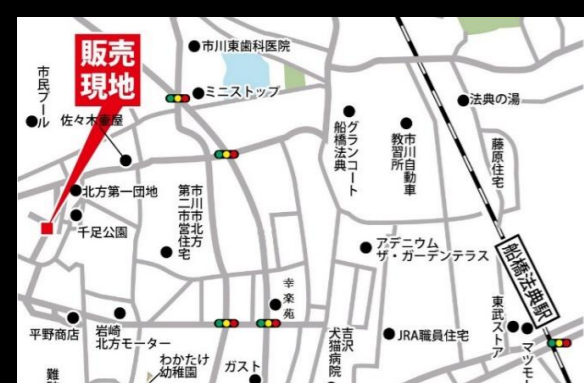 販売
現地
市川東歯科医院
ミニストップ
市民プール
法典の湯
グランコート
船橋法典
市川自動車
教習所
藤原住宅
北方第一団地
市川市北方
第二市営住宅
千足公園
アデニウム
ザ・ガーデンテラス
船橋法典駅
幸楽苑
東武ストア
平野商店
岩崎
北方モーター
吉沢
犬猫病院
JRA職員住宅
わかたけ
幼稚園
ガスト